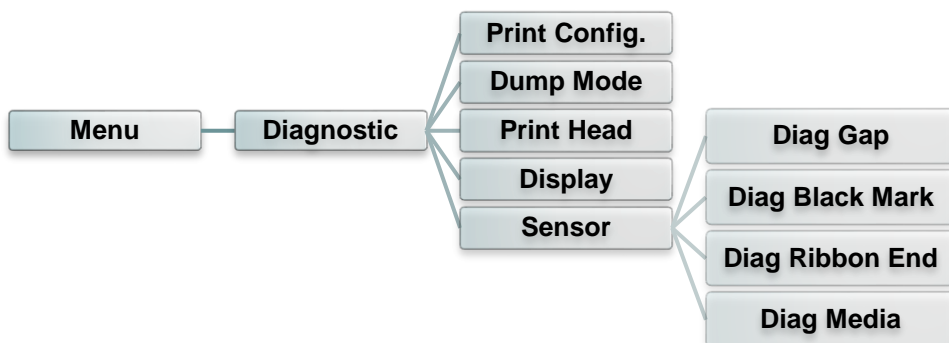 Menu
Diagnostic
Print Config.
Dump Mode
Print Head
Display
Sensor
Diag Gap
Diag Black Mark
Diag Ribbon End
Diag Media